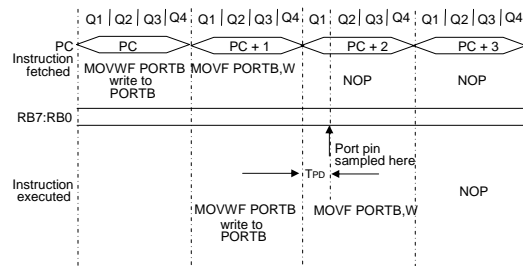 Q1 Q2 Q3 Q4 Q1 Q2 Q3 Q4 Q1 Q2 Q3 Q4 Q1 Q2 Q3 Q4
PC PC PC + 1 PC + 2 PC + 3
Instruction
fetched
MOVWF PORTB
write to
PORTB
MOVF PORTB,W
NOP
NOP
RB7:RB0
Port pin
sampled here
TPD
Instruction
executed
MOVWF PORTB
write to
PORTB
MOVF PORTB,W
NOP